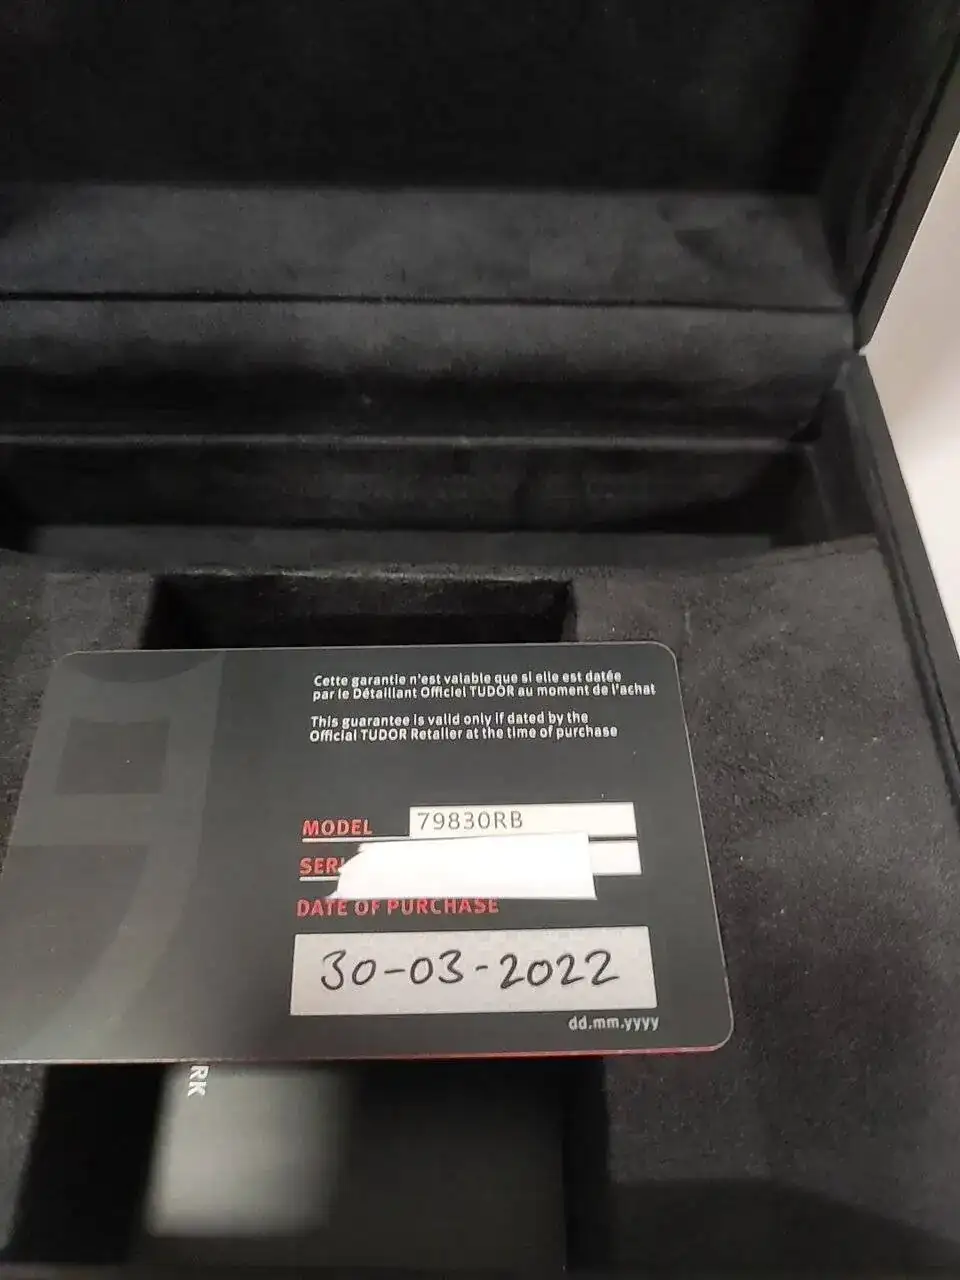 Cette garantie n'est valable que si elle est datée
par le Détaillant Officiel TUDOR au moment de l'achat
This guarantee is valid only if dated by the
Official TUDOR Retailer at the time of purchase
MODEL 79830RB
SERI
DATE OF PURCHASE
30-03-2022
dd.mm.yyyy
RK